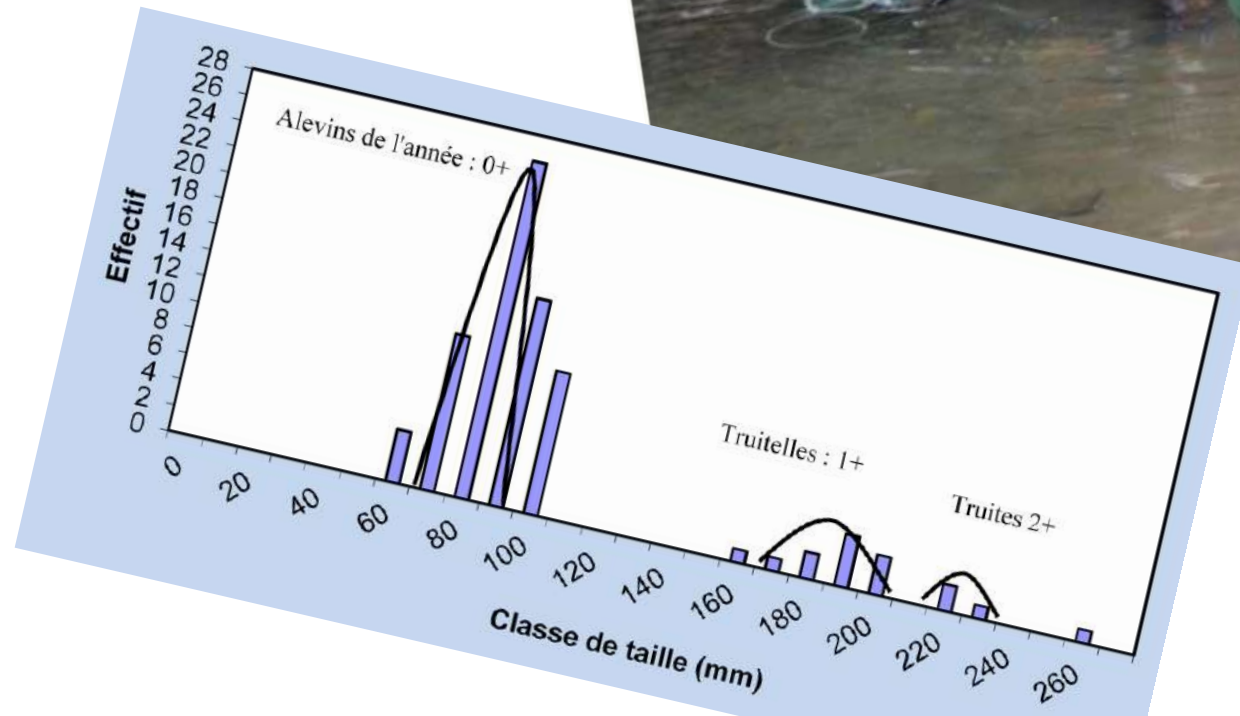 28
26
24
22
20
18
16
14
12
10
8
6
4
2
0
Effectif
Alevins de l'année : 0+
Truitelles : 1+
Truites 2+
0 20 40 60 80 100 120 140 160 180 200 220 240 260
Classe de taille (mm)